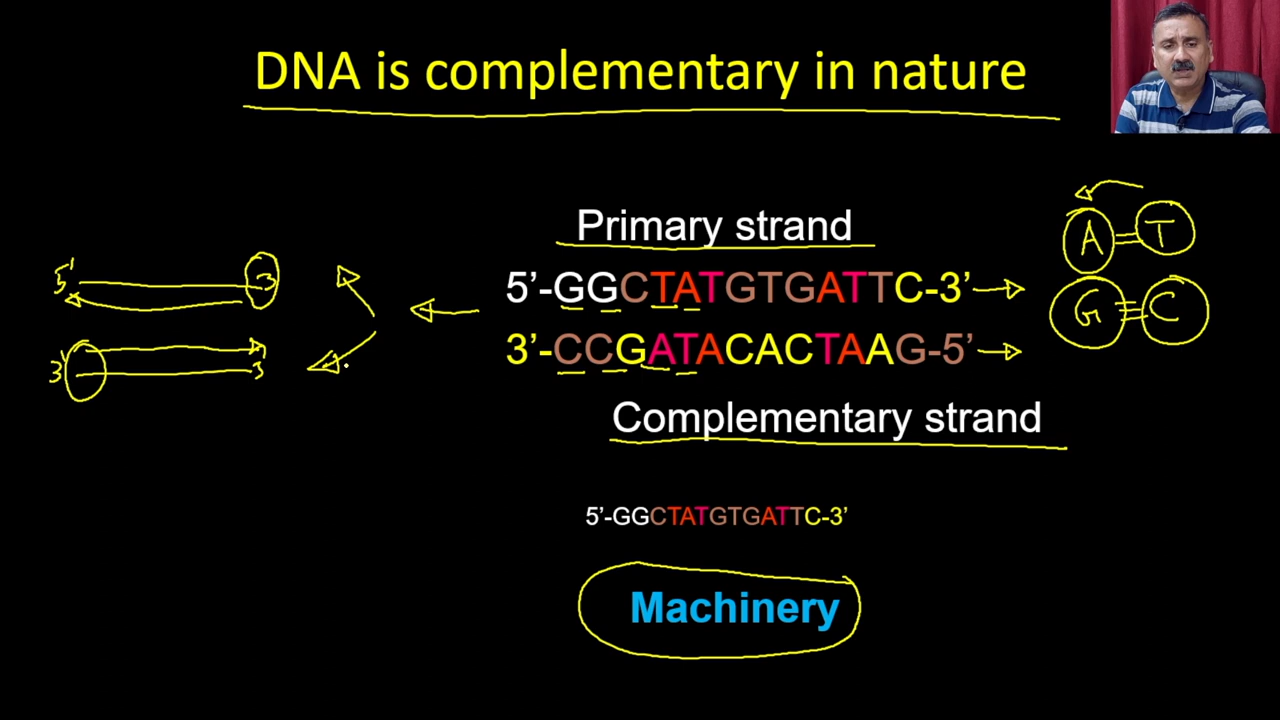 DNA is complementary in nature
Primary strand
5’-GGCTATGTGATTC-3’
3’-CCGATACACTAAG-5’
Complementary strand
5’-GGCTATGTGATTC-3’
Machinery
A=T
G≡C
5' 3
3' 3